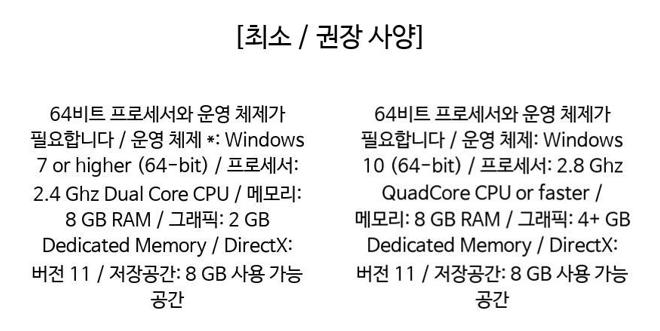 [최소 / 권장 사양]
64비트 프로세서와 운영 체제가
필요합니다 / 운영 체제 *: Windows
7 or higher (64-bit) / 프로세서:
2.4 Ghz Dual Core CPU / 메모리:
8 GB RAM / 그래픽: 2 GB
Dedicated Memory / DirectX:
버전 11 / 저장공간: 8 GB 사용 가능
공간
64비트 프로세서와 운영 체제가
필요합니다 / 운영 체제: Windows
10 (64-bit) / 프로세서: 2.8 Ghz
QuadCore CPU or faster /
메모리: 8 GB RAM / 그래픽: 4+ GB
Dedicated Memory / DirectX:
버전 11 / 저장공간: 8 GB 사용 가능
공간